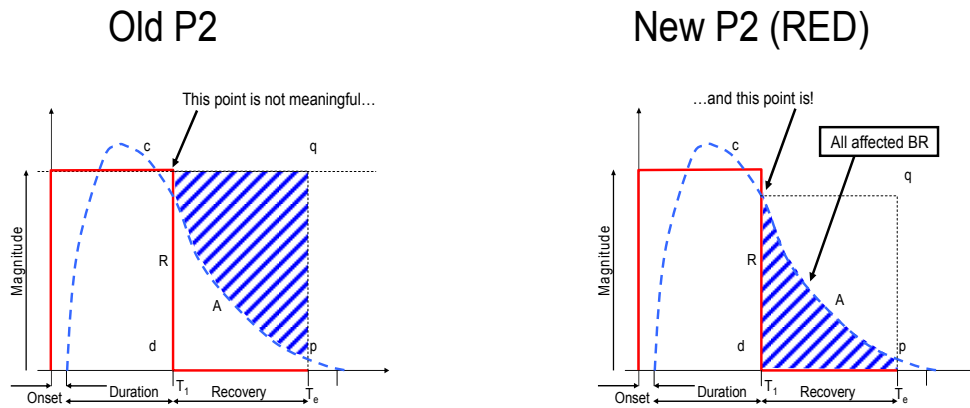 Old P2
This point is not meaningful…
c
q
Magnitude
R
A
d
p
T1
Te
Onset
Duration
Recovery
New P2 (RED)
…and this point is!
All affected BR
c
q
Magnitude
R
A
d
p
T1
Te
Onset
Duration
Recovery